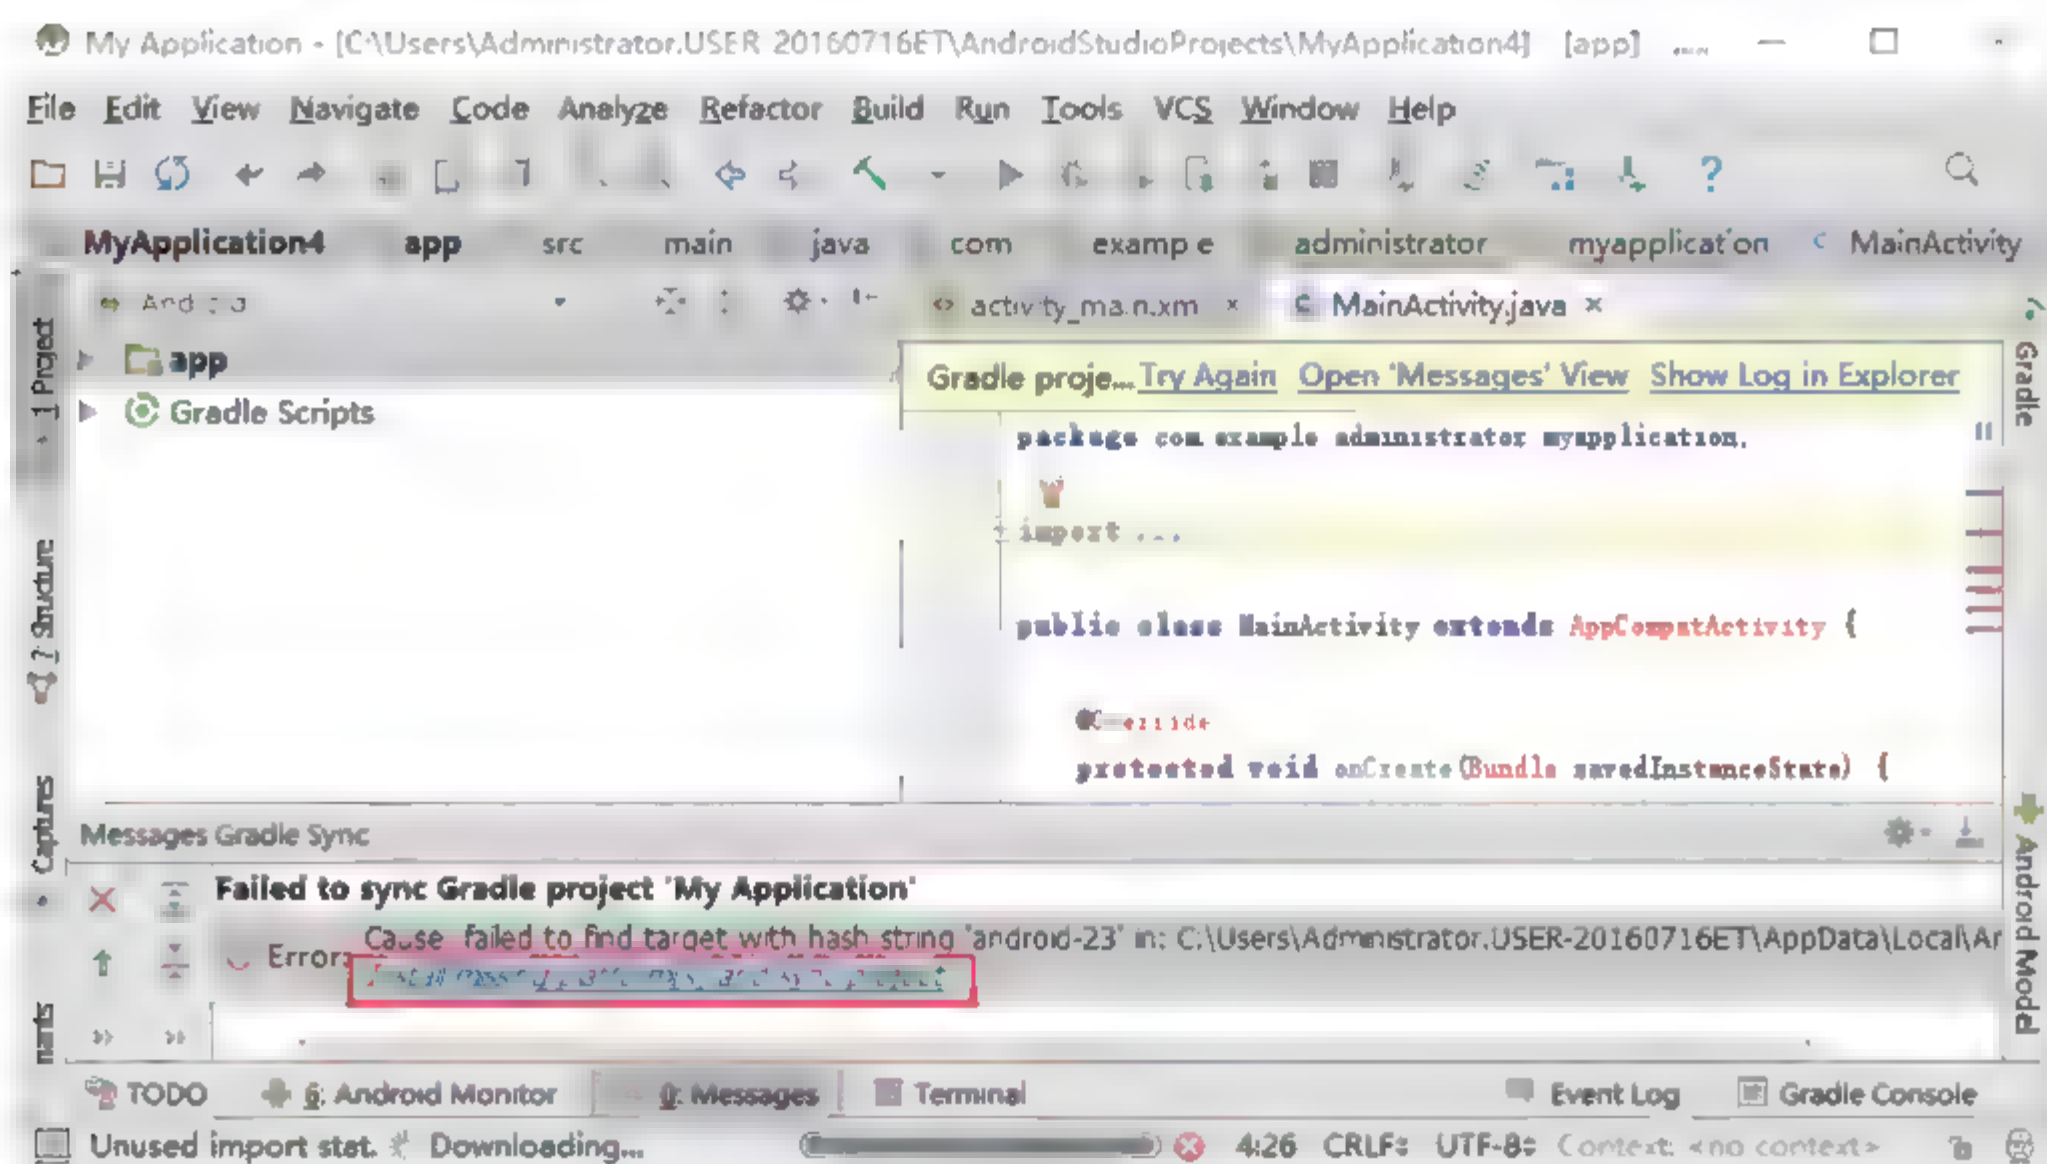 My Application - [C:\Users\Administrator.USER-20160716ET\AndroidStudioProjects\MyApplication4] [app] ...
File Edit View Navigate Code Analyze Refactor Build Run Tools VCS Window Help
MyApplication4 app src main java com example administrator myapplication MainActivity
Android activity_main.xml MainActivity.java
1: Project
app
Gradle Scripts
Gradle proje... Try Again Open 'Messages' View Show Log in Explorer
package com.example.administrator.myapplication;
import ...
public class MainActivity extends AppCompatActivity {
@Override
protected void onCreate(Bundle savedInstanceState) {
7: Structure
Captures
Gradle
Android Model
Messages Gradle Sync
Failed to sync Gradle project 'My Application'
Error: Cause: failed to find target with hash string 'android-23' in: C:\Users\Administrator.USER-20160716ET\AppData\Local\Ar
TODO 6: Android Monitor 0: Messages Terminal Event Log Gradle Console
Unused import stat. Downloading... 4:26 CRLF UTF-8 Context: <no context>